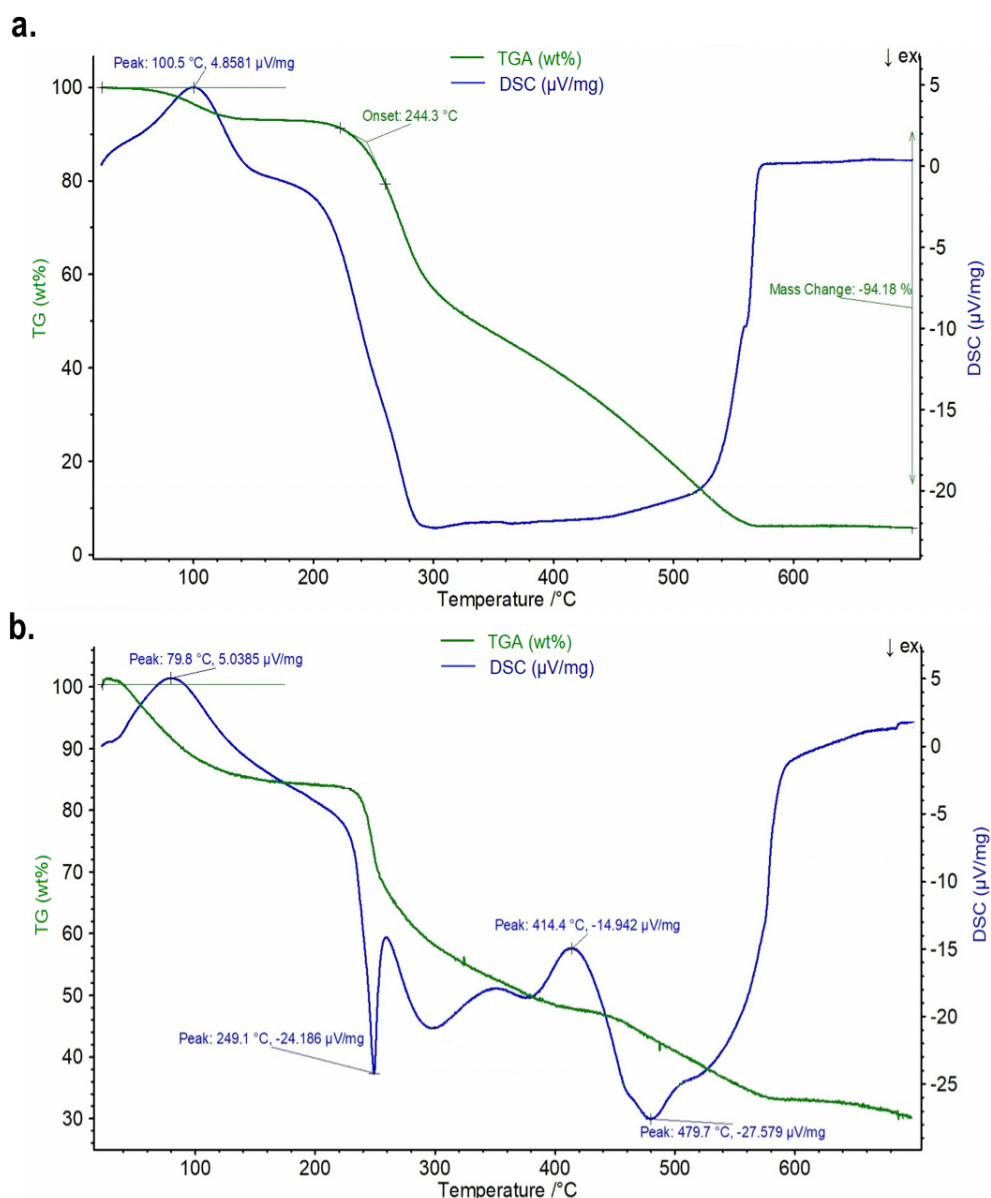 a.
Peak: 100.5 °C, 4.8581 µV/mg
TGA (wt%)
DSC (µV/mg)
↓ ex
Onset: 244.3 °C
Mass Change: -94.18 %
TG (wt%)
100
80
60
40
20
0
DSC (µV/mg)
5
0
-5
-10
-15
-20
100 200 300 400 500 600
Temperature /°C
b.
Peak: 79.8 °C, 5.0385 µV/mg
TGA (wt%)
DSC (µV/mg)
↓ ex
Peak: 414.4 °C, -14.942 µV/mg
Peak: 249.1 °C, -24.186 µV/mg
Peak: 479.7 °C, -27.579 µV/mg
TG (wt%)
100
90
80
70
60
50
40
30
DSC (µV/mg)
5
0
-5
-10
-15
-20
-25
100 200 300 400 500 600
Temperature /°C